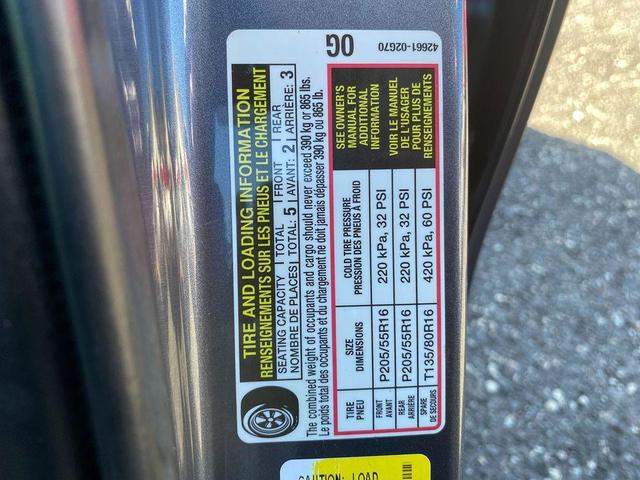 TIRE AND LOADING INFORMATION
RENSEIGNEMENTS SUR LES PNEUS ET LE CHARGEMENT
SEATING CAPACITY | TOTAL | FRONT | REAR
NOMBRE DE PLACES | TOTAL: 5 | AVANT: 2 | ARRIÈRE: 3
The combined weight of occupants and cargo should never exceed 390 kg or 865 lbs.
Le poids total des occupants et du chargement ne doit jamais dépasser 390 kg ou 865 lb.
TIRE
PNEU
SIZE
DIMENSIONS
COLD TIRE PRESSURE
PRESSION DES PNEUS À FROID
FRONT
AVANT
P205/55R16
220 kPa, 32 PSI
REAR
ARRIÈRE
P205/55R16
220 kPa, 32 PSI
SPARE
DE SECOURS
T135/80R16
420 kPa, 60 PSI
SEE OWNER'S
MANUAL FOR
ADDITIONAL
INFORMATION
VOIR LE MANUEL
DE L'USAGER
POUR PLUS DE
RENSEIGNEMENTS
OG
42661-02G70
CAUTION: LOAD